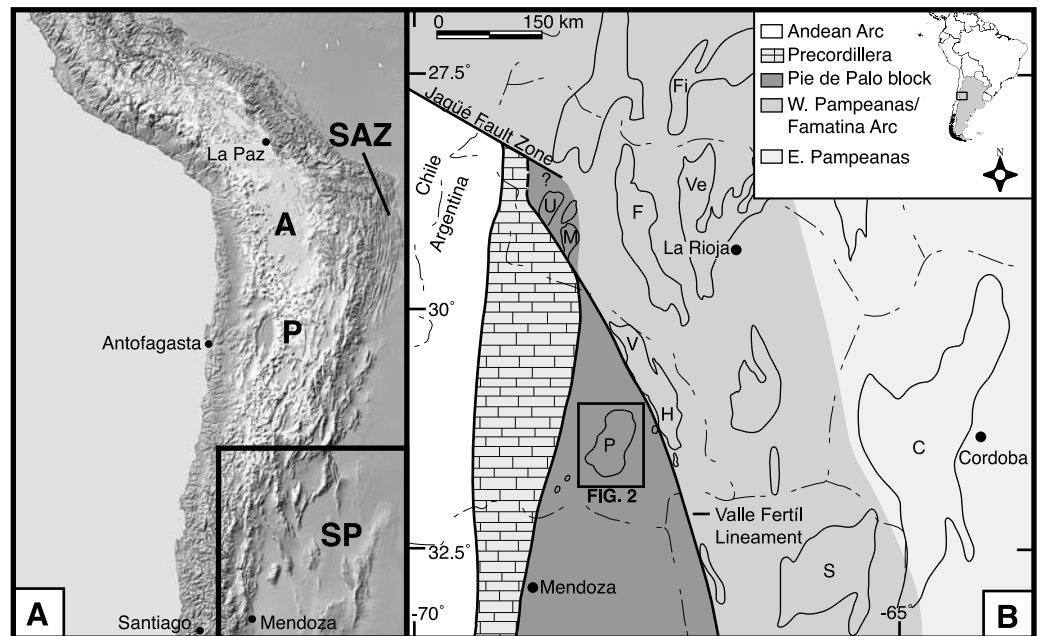 SAZ
La Paz
A
P
Antofagasta
SP
A
Santiago
Mendoza
0 150 km
27.5°
30°
32.5°
-70°
-65°
Jagüé Fault Zone
Chile
Argentina
?
U
M
Fi
Ve
F
La Rioja
V
H
P
FIG. 2
C
Cordoba
Valle Fertíl
Lineament
S
Mendoza
B
Andean Arc
Precordillera
Pie de Palo block
W. Pampeanas/
Famatina Arc
E. Pampeanas
N